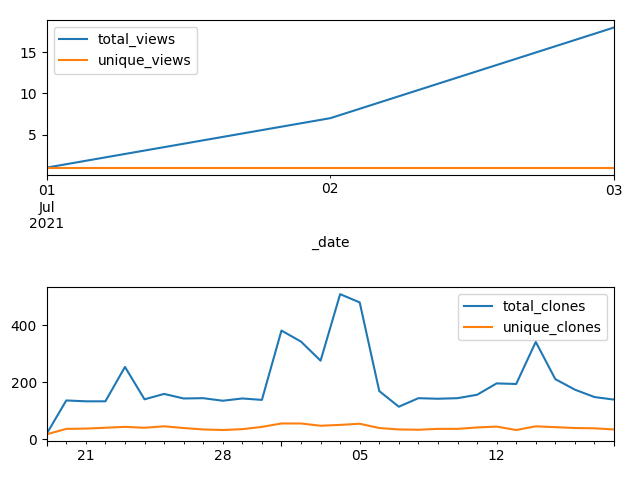 total_views
unique_views
15
10
5
01 02 03
Jul
2021
_date
total_clones
unique_clones
400
200
0
21 28 05 12